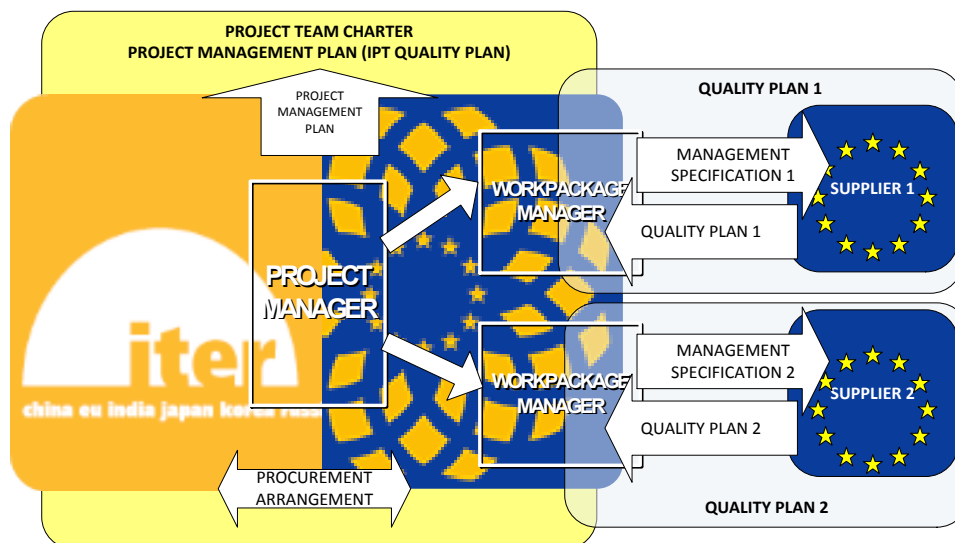 PROJECT TEAM CHARTER
PROJECT MANAGEMENT PLAN (IPT QUALITY PLAN)
PROJECT
MANAGEMENT
PLAN
QUALITY PLAN 1
WORKPACKAGE
MANAGER
MANAGEMENT
SPECIFICATION 1
SUPPLIER 1
QUALITY PLAN 1
PROJECT
MANAGER
iter
china eu india japan korea russ
WORKPACKAGE
MANAGER
MANAGEMENT
SPECIFICATION 2
SUPPLIER 2
QUALITY PLAN 2
PROCUREMENT
ARRANGEMENT
QUALITY PLAN 2